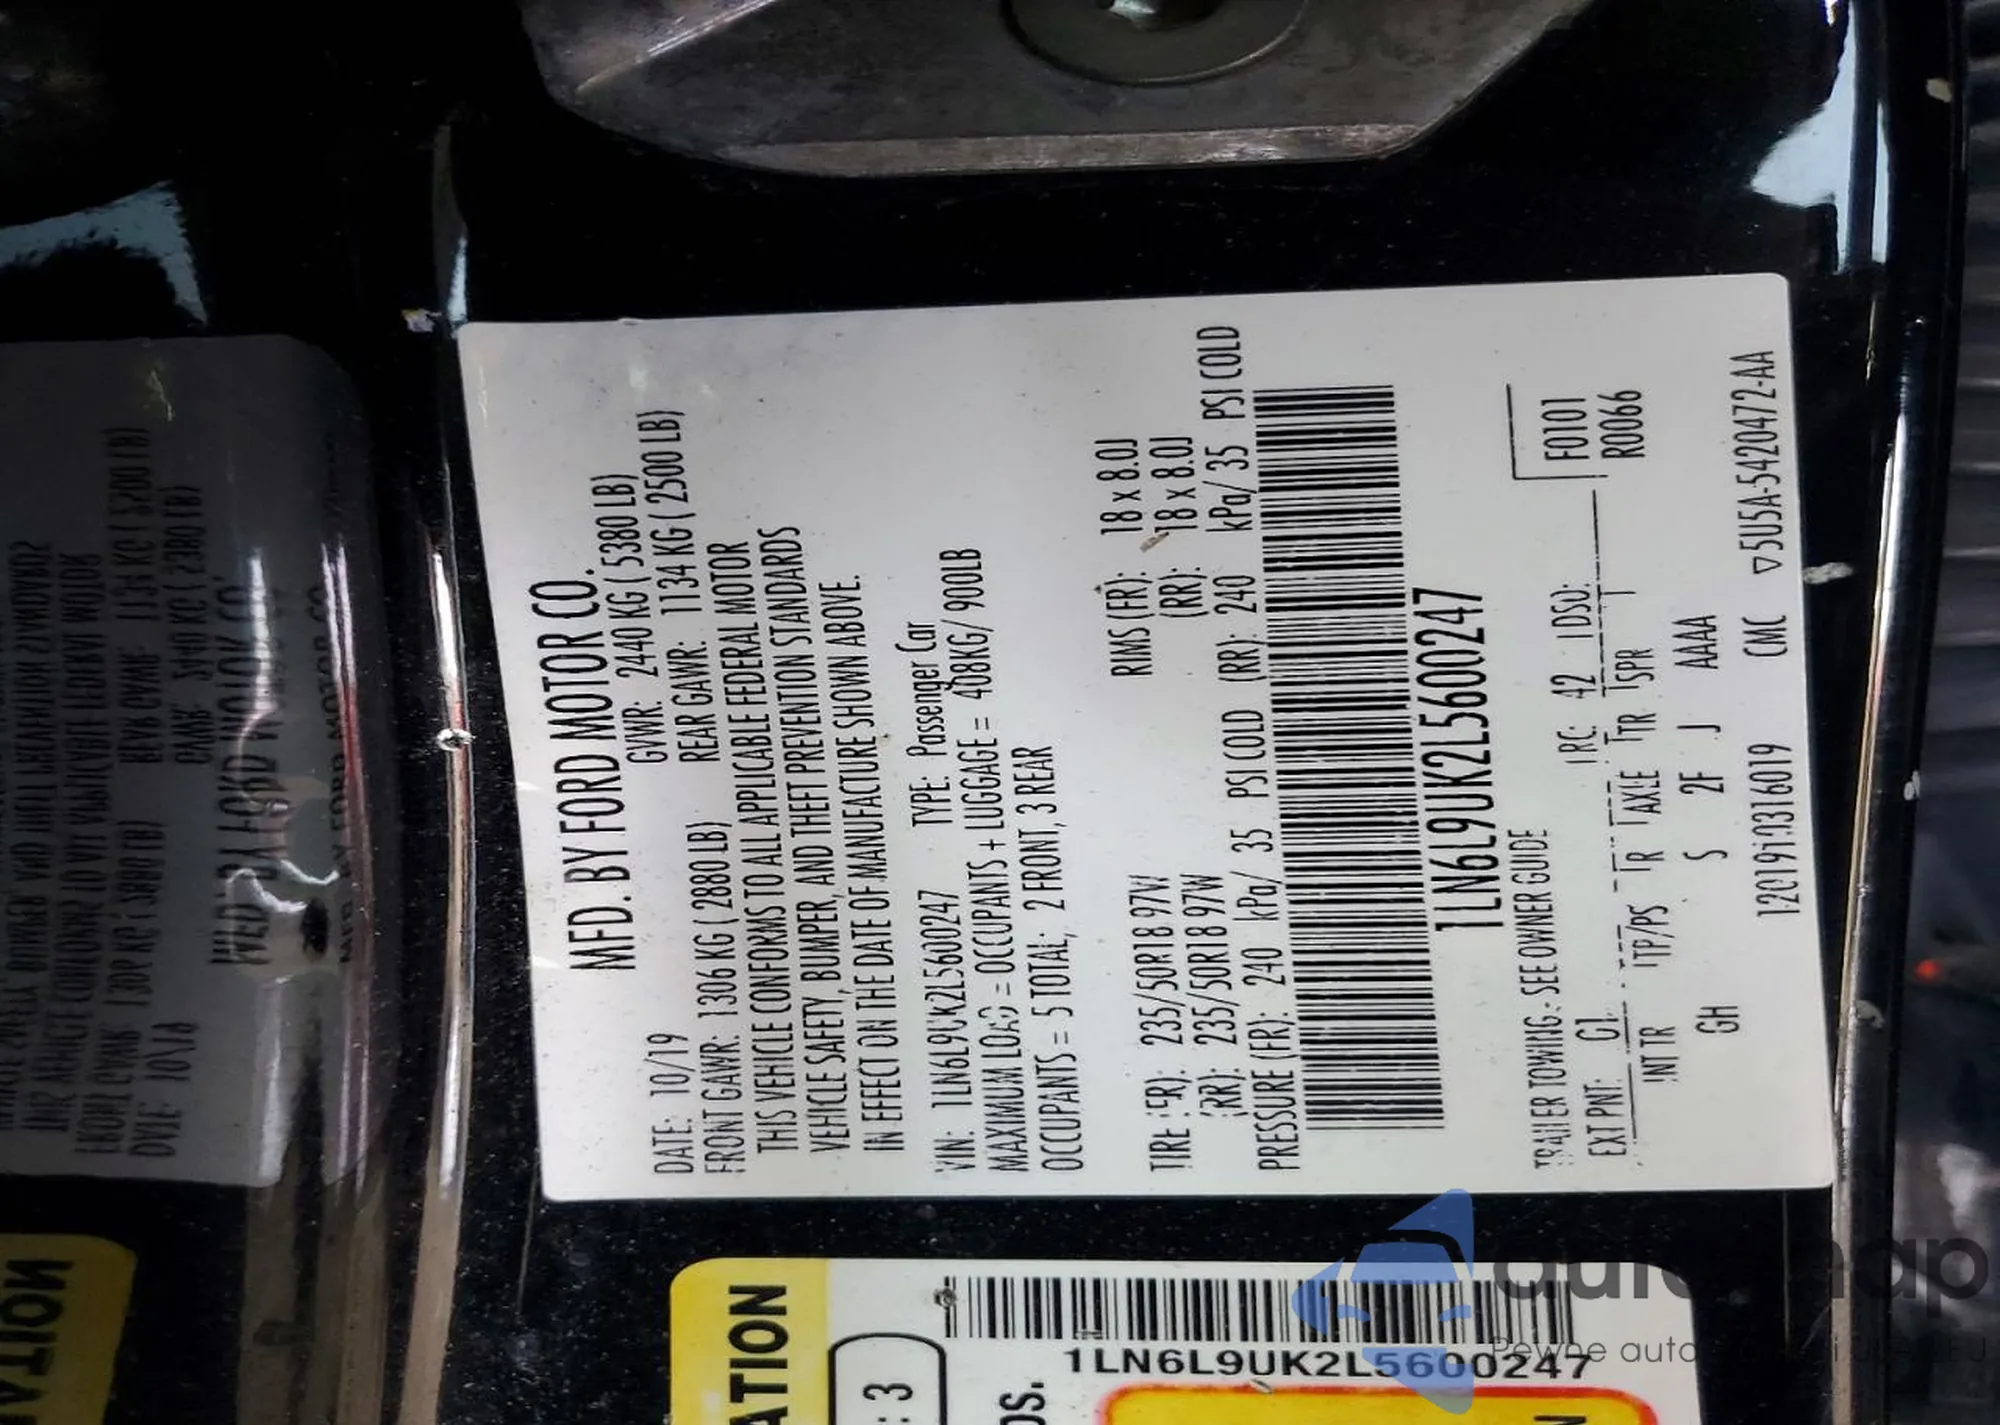 MFD. BY FORD MOTOR CO.
DATE: 10/19 GVWR: 2440 KG ( 5380 LB)
FRONT GAWR: 1306 KG ( 2880 LB) REAR GAWR: 1134 KG ( 2500 LB)
THIS VEHICLE CONFORMS TO ALL APPLICABLE FEDERAL MOTOR
VEHICLE SAFETY, BUMPER, AND THEFT PREVENTION STANDARDS
IN EFFECT ON THE DATE OF MANUFACTURE SHOWN ABOVE.
VIN: 1LN6L9UK2L5600247 TYPE: Passenger Car
MAXIMUM LOAD = OCCUPANTS + LUGGAGE = 408KG/ 900LB
OCCUPANTS = 5 TOTAL; 2 FRONT, 3 REAR
TIRE (FR): 235/50R18 97W RIMS (FR): 18 x 8.0J
(RR): 235/50R18 97W (RR): 18 x 8.0J
PRESSURE (FR): 240 kPa/ 35 PSI COLD (RR): 240 kPa/ 35 PSI COLD
1LN6L9UK2L5600247
TRAILER TOWING:- SEE OWNER GUIDE
F0101
EXT PNT: G1 RC: 42 DSO: R0066
INT TR TP/PS R AXLE TR SPR
GH S 2F J AAAA
CMC ▽5U5A-5420472-AA
ATION
: 3
1LN6L9UK2L5600247
DS.
N
Pewne auto